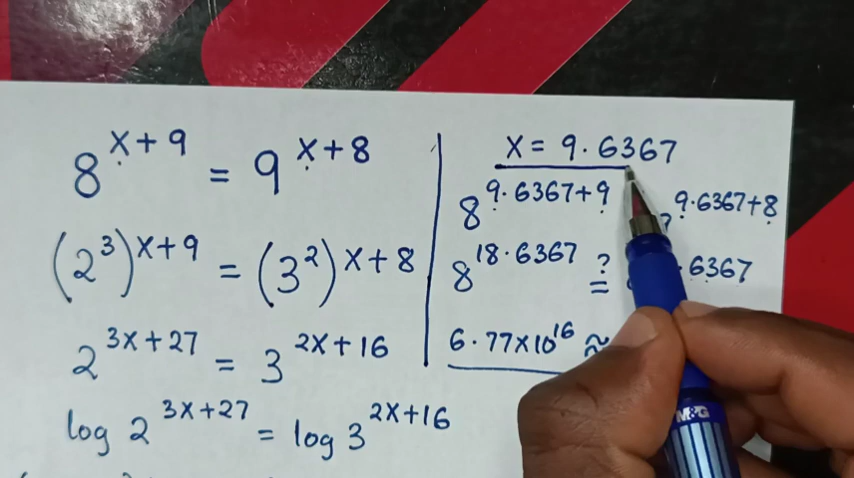 8^{x+9} = 9^{x+8}
(2^3)^{x+9} = (3^2)^{x+8}
2^{3x+27} = 3^{2x+16}
log 2^{3x+27} = log 3^{2x+16}
x = 9.6367
8^{9.6367+9} ^{9.6367+8}
8^{18.6367} ≟ .6367
6.77×10^{16} ≈
M&G